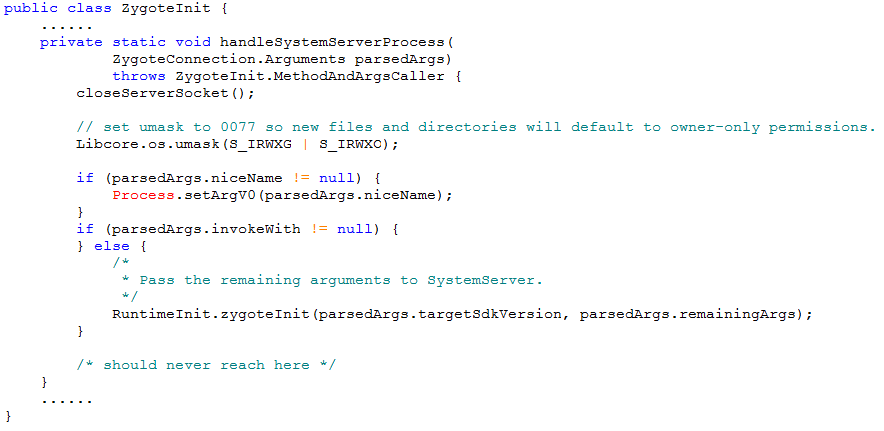 public class ZygoteInit {
    ......
    private static void handleSystemServerProcess(
            ZygoteConnection.Arguments parsedArgs)
            throws ZygoteInit.MethodAndArgsCaller {
        closeServerSocket();

        // set umask to 0077 so new files and directories will default to owner-only permissions.
        Libcore.os.umask(S_IRWXG | S_IRWXO);

        if (parsedArgs.niceName != null) {
            Process.setArgV0(parsedArgs.niceName);
        }
        if (parsedArgs.invokeWith != null) {
        } else {
            /*
             * Pass the remaining arguments to SystemServer.
             */
            RuntimeInit.zygoteInit(parsedArgs.targetSdkVersion, parsedArgs.remainingArgs);
        }

        /* should never reach here */
    }
    ......
}